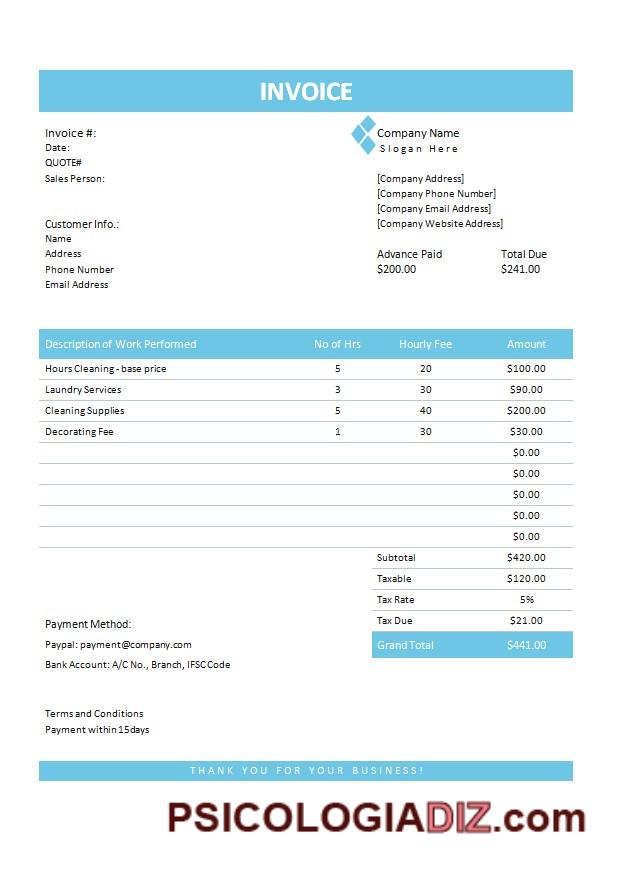 INVOICE
Invoice #:
Date:
QUOTE#
Sales Person:
Company Name
Slogan Here
[Company Address]
[Company Phone Number]
[Company Email Address]
[Company Website Address]
Customer Info.:
Name
Address
Phone Number
Email Address
Advance Paid Total Due
$200.00 $241.00
Description of Work Performed No of Hrs Hourly Fee Amount
Hours Cleaning - base price 5 20 $100.00
Laundry Services 3 30 $90.00
Cleaning Supplies 5 40 $200.00
Decorating Fee 1 30 $30.00
$0.00
$0.00
$0.00
$0.00
$0.00
Subtotal $420.00
Taxable $120.00
Tax Rate 5%
Tax Due $21.00
Grand Total $441.00
Payment Method:
Paypal: payment@company.com
Bank Account: A/C No., Branch, IFSC Code
Terms and Conditions
Payment within 15days
THANK YOU FOR YOUR BUSINESS!
PSICOLOGIADIZ.com